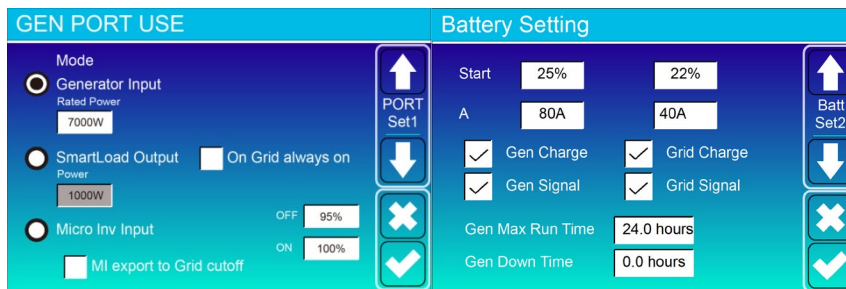 GEN PORT USE
Mode
Generator Input
Rated Power
7000W
PORT
Set1
SmartLoad Output
On Grid always on
Power
1000W
Micro Inv Input
OFF 95%
ON 100%
MI export to Grid cutoff
Battery Setting
Start 25% 22%
A 80A 40A
Batt
Set2
Gen Charge Grid Charge
Gen Signal Grid Signal
Gen Max Run Time 24.0 hours
Gen Down Time 0.0 hours